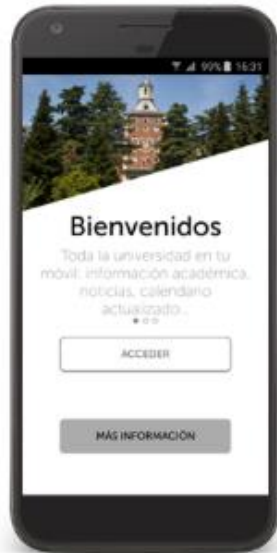 99% 16:31
Bienvenidos
Toda la universidad en tu
móvil: información académica,
noticias, calendario
actualizado...
ACCEDER
MÁS INFORMACIÓN